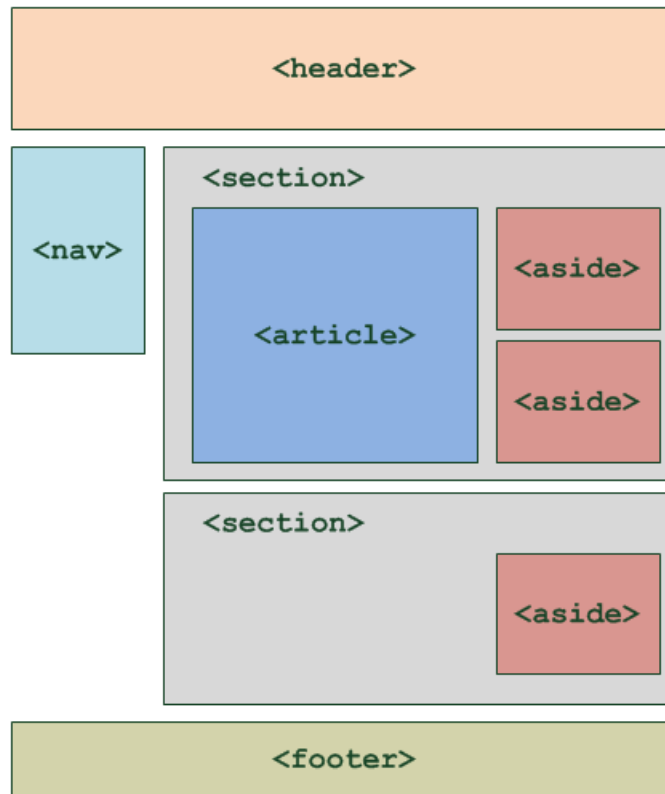 <header>
<nav>
<section>
<article>
<aside>
<aside>
<section>
<aside>
<footer>